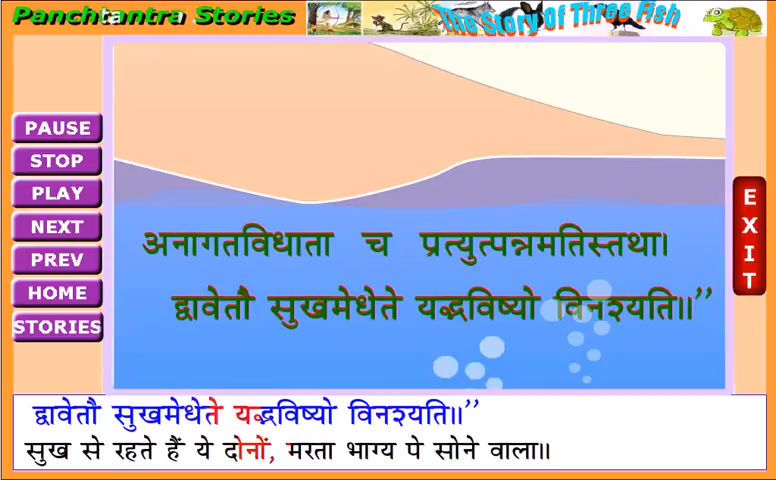 Panchtantra Stories
The Story Of Three Fish
PAUSE
STOP
PLAY
NEXT
PREV
HOME
STORIES
EXIT
अनागतविधाता च प्रत्युत्पन्नमतिस्तथा।
द्वावेतौ सुखमेधेते यद्भविष्यो विनश्यति॥’’
द्वावेतौ सुखमेधेते यद्भविष्यो विनश्यति॥’’
सुख से रहते हैं ये दोनों, मरता भाग्य पे सोने वाला॥